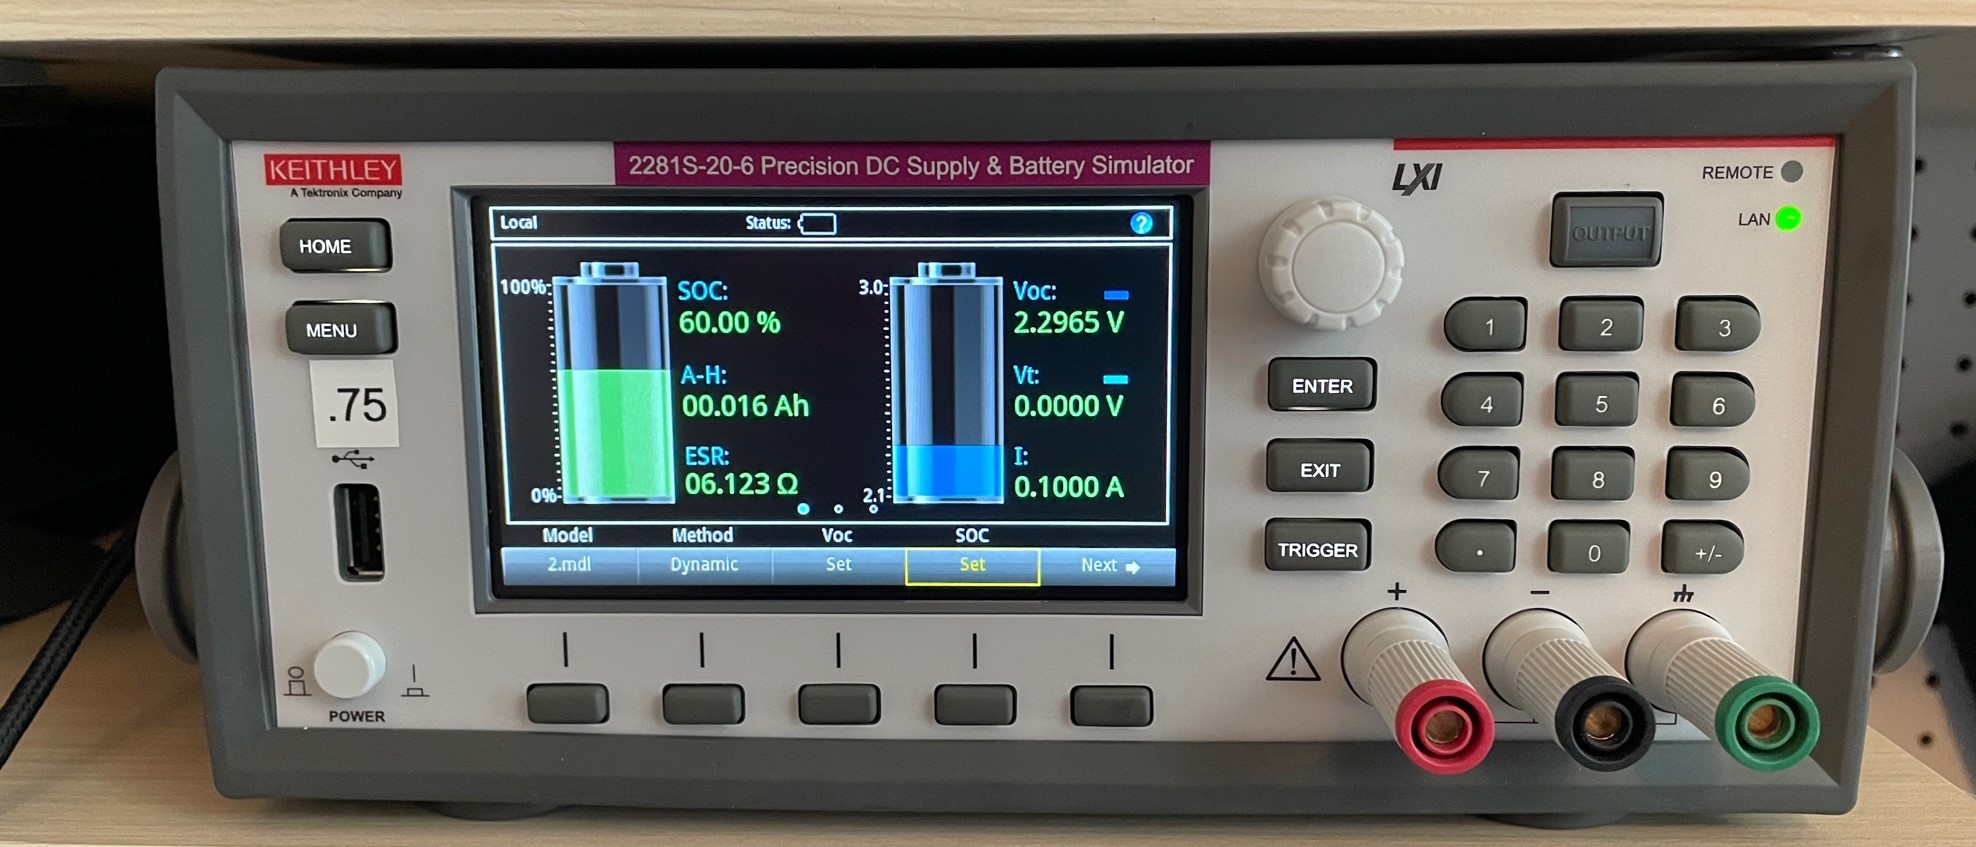 KEITHLEY
A Tektronix Company
2281S-20-6 Precision DC Supply & Battery Simulator
LXI
REMOTE
LAN
OUTPUT
HOME
MENU
.75
POWER
Local
Status:
?
100%
0%
SOC:
60.00 %
A-H:
00.016 Ah
ESR:
06.123 Ω
3.0
2.1
Voc:
2.2965 V
Vt:
0.0000 V
I:
0.1000 A
Model Method Voc SOC
2.mdl Dynamic Set Set Next
ENTER
EXIT
TRIGGER
1 2 3
4 5 6
7 8 9
. 0 +/-
+ −